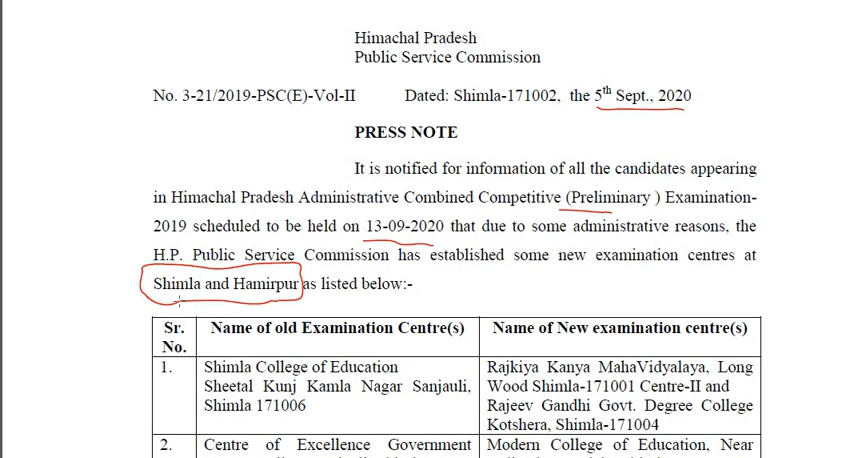 Himachal Pradesh
Public Service Commission
No. 3-21/2019-PSC(E)-Vol-II Dated: Shimla-171002, the 5th Sept., 2020
PRESS NOTE
It is notified for information of all the candidates appearing
in Himachal Pradesh Administrative Combined Competitive (Preliminary ) Examination-
2019 scheduled to be held on 13-09-2020 that due to some administrative reasons, the
H.P. Public Service Commission has established some new examination centres at
Shimla and Hamirpur as listed below:-
Sr. No. Name of old Examination Centre(s) Name of New examination centre(s)
1. Shimla College of Education
Sheetal Kunj Kamla Nagar Sanjauli,
Shimla 171006
Rajkiya Kanya MahaVidyalaya, Long
Wood Shimla-171001 Centre-II and
Rajeev Gandhi Govt. Degree College
Kotshera, Shimla-171004
2. Centre of Excellence Government
Modern College of Education, Near